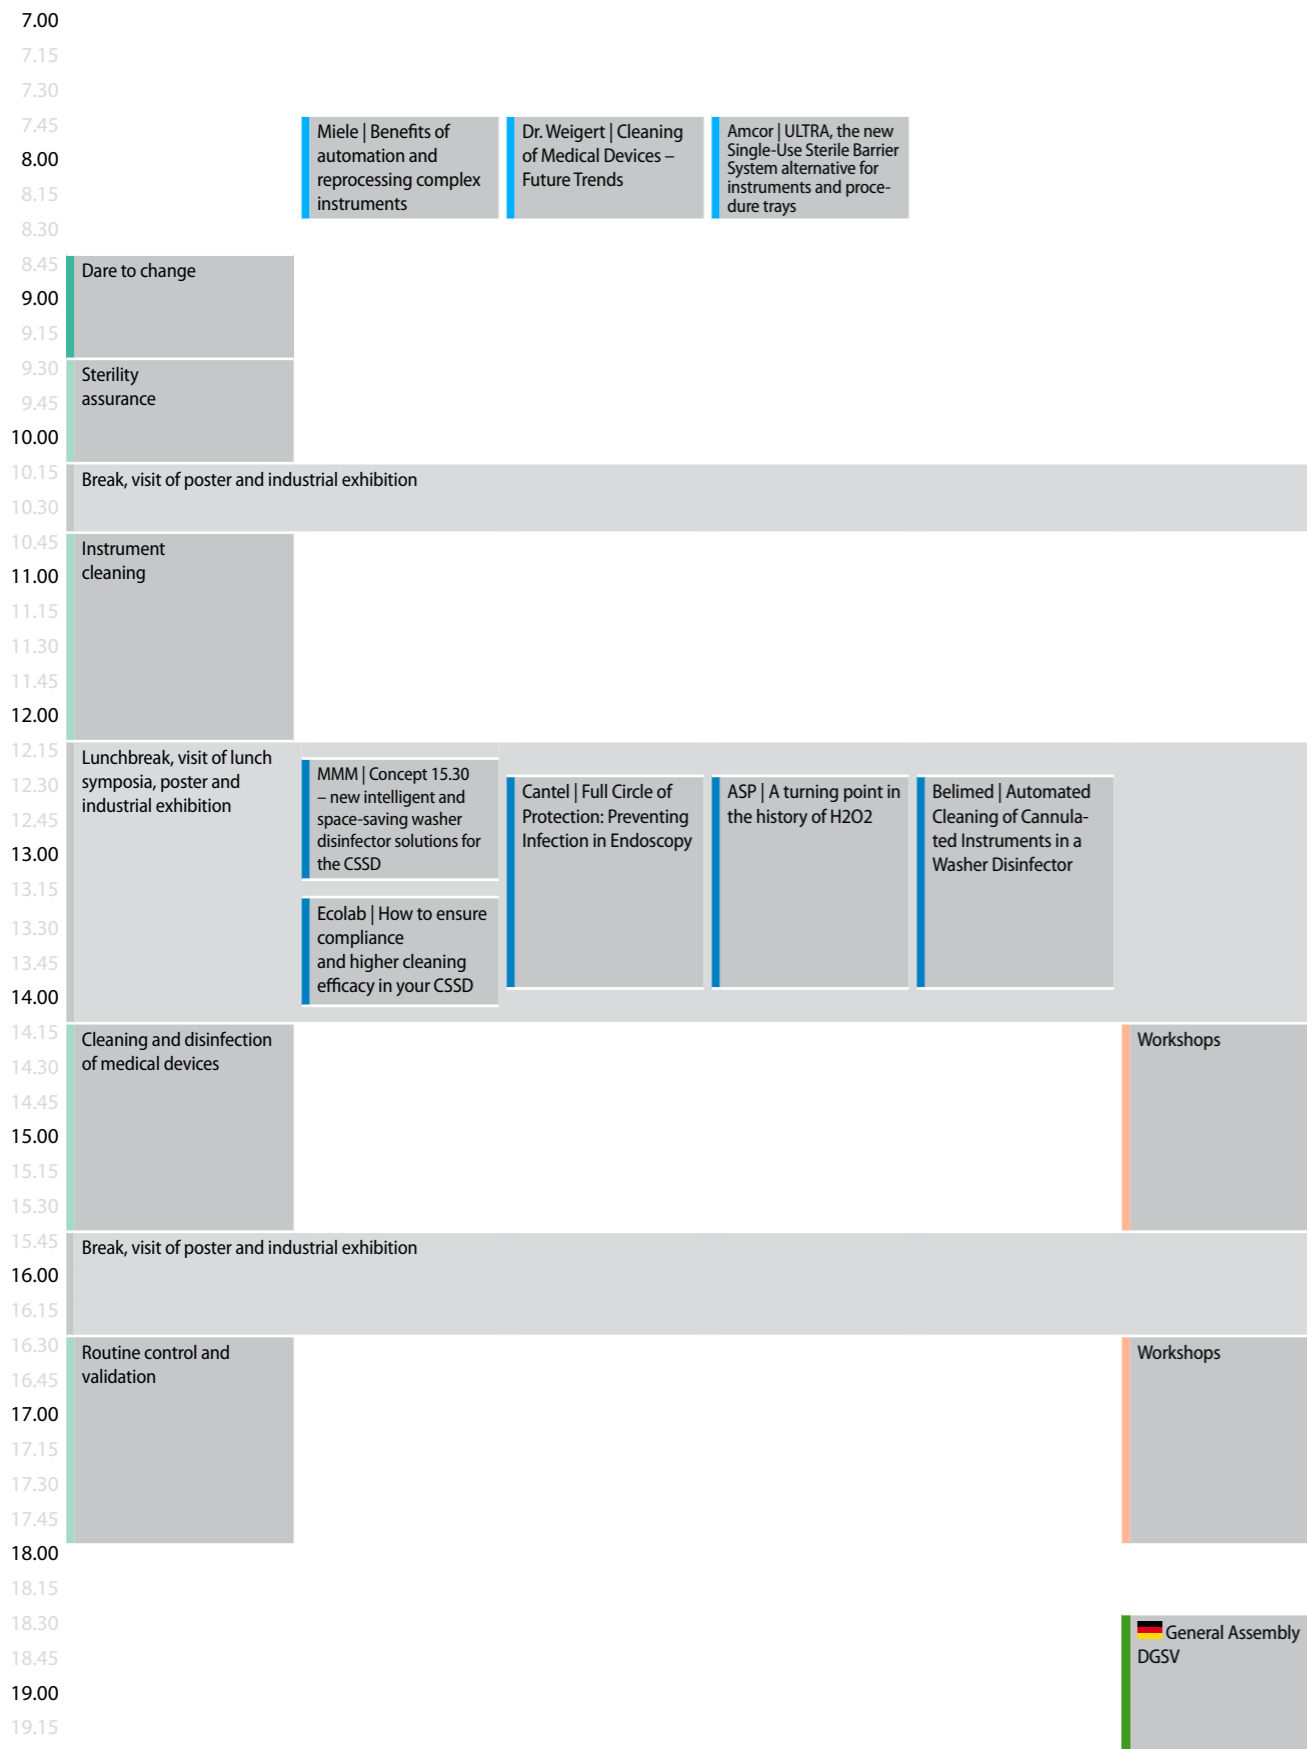 7.00
7.15
7.30
7.45
8.00
8.15
8.30
Miele | Benefits of
automation and
reprocessing complex
instruments
Dr. Weigert | Cleaning
of Medical Devices –
Future Trends
Amcor | ULTRA, the new
Single-Use Sterile Barrier
System alternative for
instruments and proce-
dure trays
8.45
9.00
9.15
Dare to change
9.30
9.45
10.00
Sterility
assurance
10.15
10.30
Break, visit of poster and industrial exhibition
10.45
11.00
11.15
11.30
11.45
12.00
Instrument
cleaning
12.15
12.30
12.45
13.00
13.15
13.30
13.45
14.00
Lunchbreak, visit of lunch
symposia, poster and
industrial exhibition
MMM | Concept 15.30
– new intelligent and
space-saving washer
disinfector solutions for
the CSSD
Ecolab | How to ensure
compliance
and higher cleaning
efficacy in your CSSD
Cantel | Full Circle of
Protection: Preventing
Infection in Endoscopy
ASP | A turning point in
the history of H2O2
Belimed | Automated
Cleaning of Cannula-
ted Instruments in a
Washer Disinfector
14.15
14.30
14.45
15.00
15.15
15.30
Cleaning and disinfection
of medical devices
Workshops
15.45
16.00
16.15
Break, visit of poster and industrial exhibition
16.30
16.45
17.00
17.15
17.30
17.45
18.00
Routine control and
validation
Workshops
18.15
18.30
18.45
19.00
19.15
General Assembly
DGSV